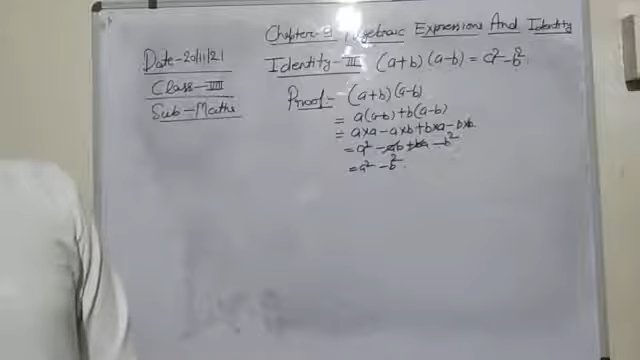 Chapter-9 Algebraic Expressions And Identity
Date-20/11/21
Class-VIII
Sub-Maths
Identity-III (a+b) (a-b) = a²-b².
Proof:- (a+b)(a-b)
= a(a-b)+b(a-b)
= a×a-a×b+b×a-b×b
= a²-ab+ba-b²
= a²-b².